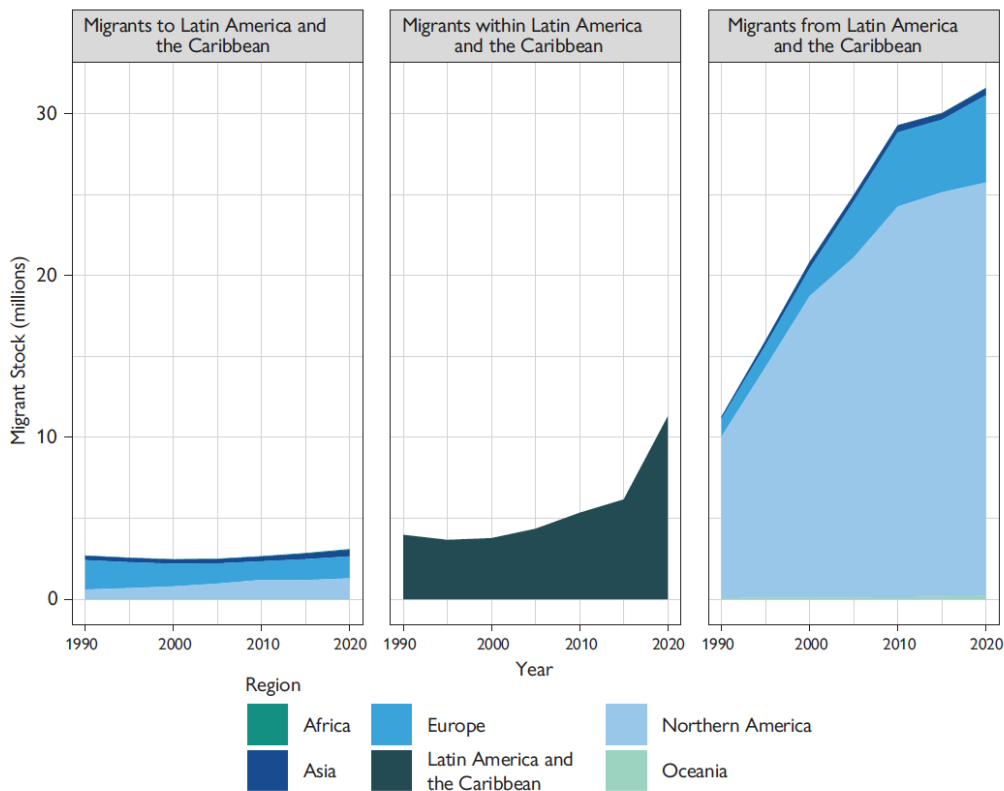 Migrants to Latin America and
the Caribbean
Migrants within Latin America
and the Caribbean
Migrants from Latin America
and the Caribbean
Migrant Stock (millions)
30
20
10
0
1990 2000 2010 2020
1990 2000 2010 2020
1990 2000 2010 2020
Year
Region
Africa
Europe
Northern America
Asia
Latin America and
the Caribbean
Oceania